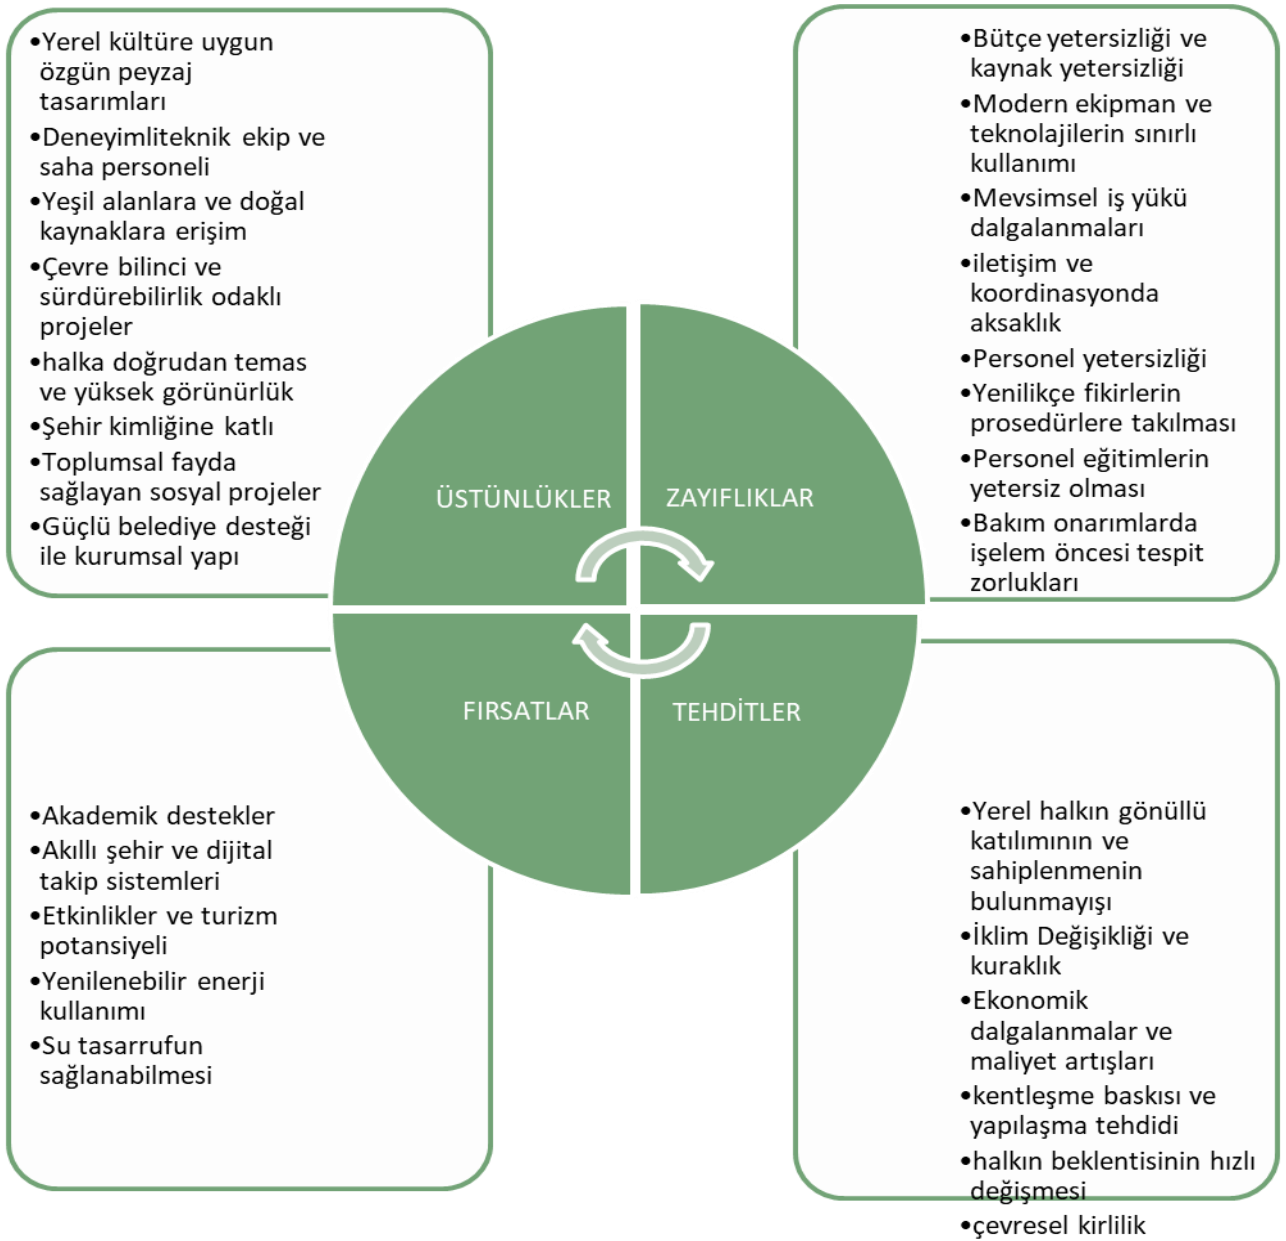 •Yerel kültüre uygun
özgün peyzaj
tasarımları
•Deneyimliteknik ekip ve
saha personeli
•Yeşil alanlara ve doğal
kaynaklara erişim
•Çevre bilinci ve
sürdürebilirlik odaklı
projeler
•halka doğrudan temas
ve yüksek görünürlük
•Şehir kimliğine katlı
•Toplumsal fayda
sağlayan sosyal projeler
•Güçlü belediye desteği
ile kurumsal yapı
•Bütçe yetersizliği ve
kaynak yetersizliği
•Modern ekipman ve
teknolajilerin sınırlı
kullanımı
•Mevsimsel iş yükü
dalgalanmaları
•iletişim ve
koordinasyonda
aksaklık
•Personel yetersizliği
•Yenilikçe fikirlerin
prosedürlere takılması
•Personel eğitimlerin
yetersiz olması
•Bakım onarımlarda
işelem öncesi tespit
zorlukları
ÜSTÜNLÜKLER
ZAYIFLIKLAR
FIRSATLAR
TEHDİTLER
•Akademik destekler
•Akıllı şehir ve dijital
takip sistemleri
•Etkinlikler ve turizm
potansiyeli
•Yenilenebilir enerji
kullanımı
•Su tasarrufun
sağlanabilmesi
•Yerel halkın gönüllü
katılımının ve
sahiplenmenin
bulunmayışı
•İklim Değişikliği ve
kuraklık
•Ekonomik
dalgalanmalar ve
maliyet artışları
•kentleşme baskısı ve
yapılaşma tehdidi
•halkın beklentisinin hızlı
değişmesi
•çevresel kirlilik